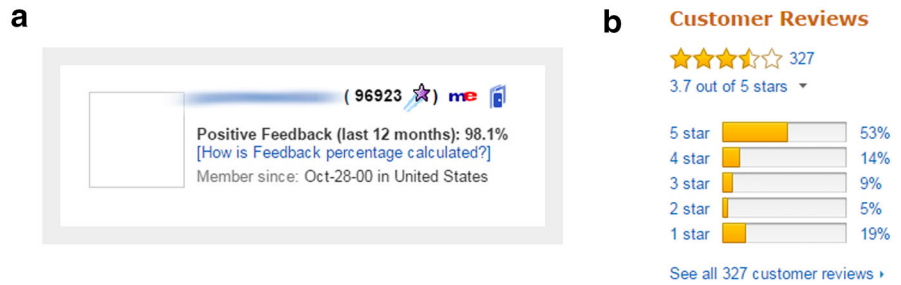 a
( 96923 ) me
Positive Feedback (last 12 months): 98.1%
[How is Feedback percentage calculated?]
Member since: Oct-28-00 in United States
b
Customer Reviews
327
3.7 out of 5 stars
5 star 53%
4 star 14%
3 star 9%
2 star 5%
1 star 19%
See all 327 customer reviews